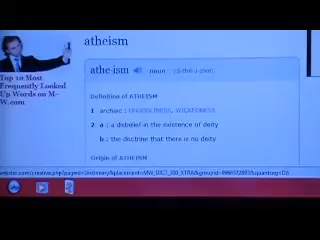 atheism
athe·ism noun
Definition of ATHEISM
1 archaic : UNGODLINESS, WICKEDNESS
2 a : a disbelief in the existence of deity
b : the doctrine that there is no deity
Origin of ATHEISM
Top 10 Most
Frequently Looked
Up Words on M-
W.com